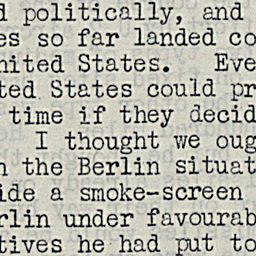 d politically, and
es so far landed co
nited States. Eve
ted States could pr
time if they decid
I thought we oug
n the Berlin situat
ide a smoke-screen
rlin under favourab
tives he had put to